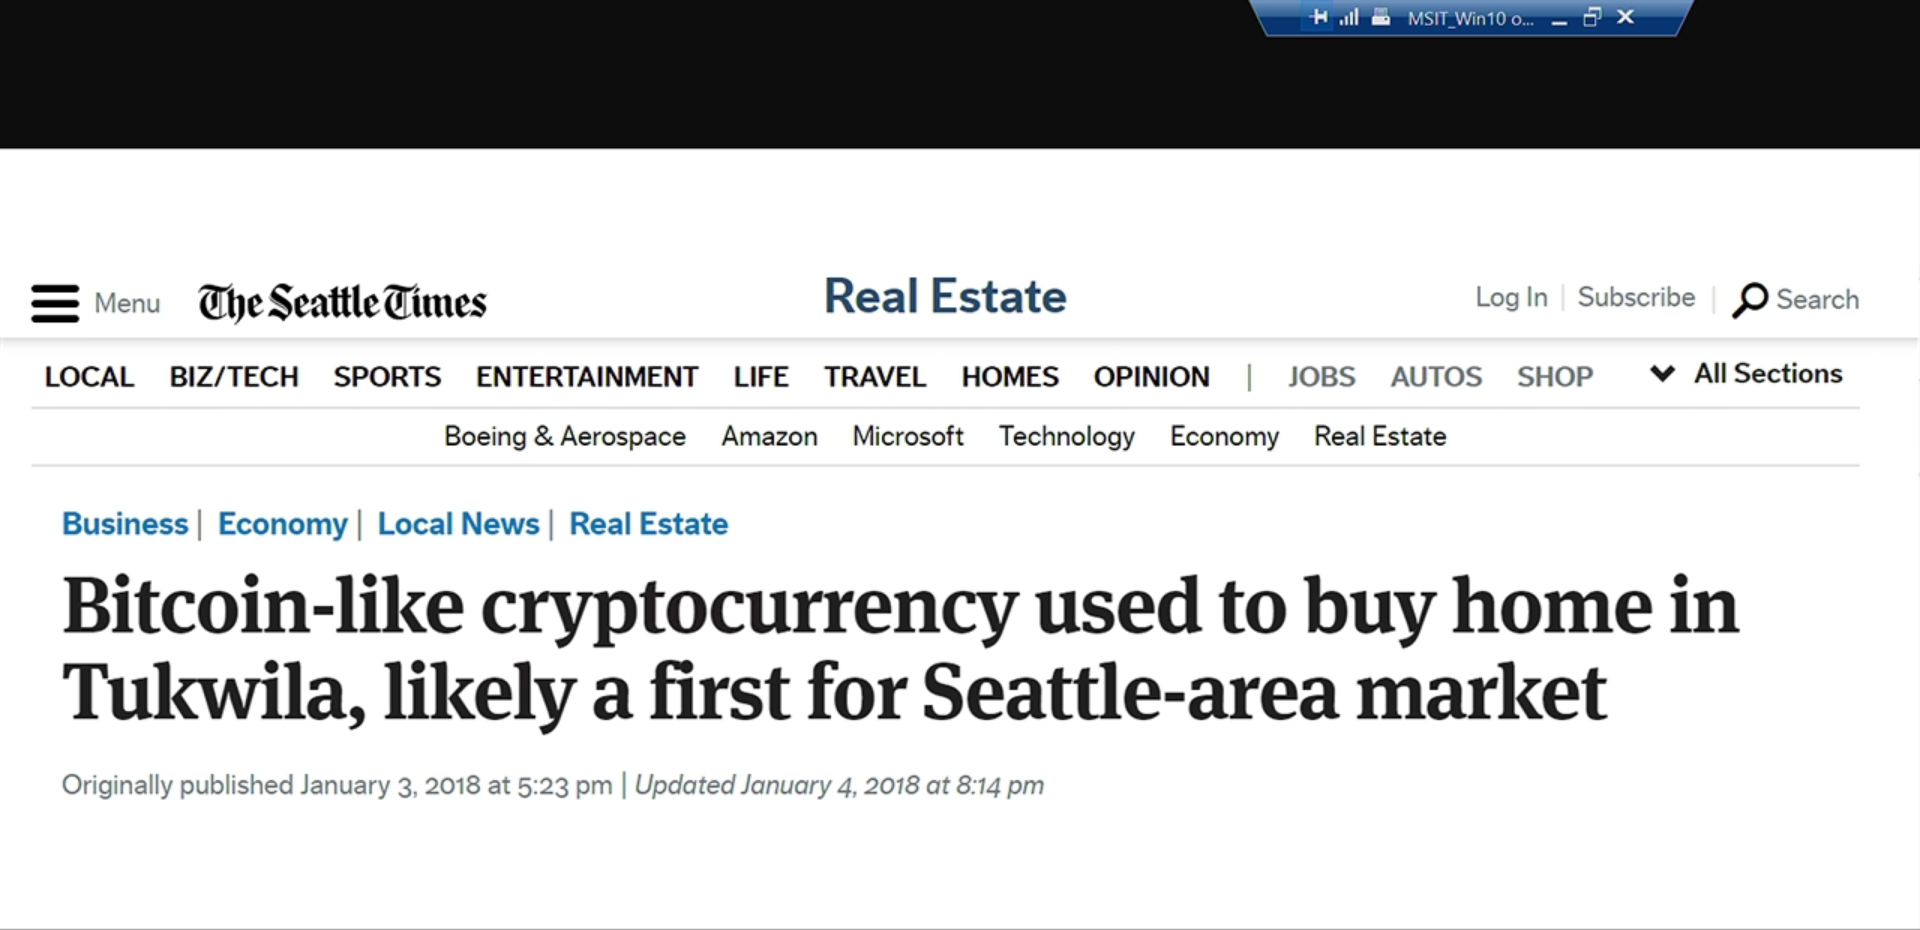 MSIT_Win10 o...
Menu The Seattle Times Real Estate Log In | Subscribe | Search
LOCAL BIZ/TECH SPORTS ENTERTAINMENT LIFE TRAVEL HOMES OPINION | JOBS AUTOS SHOP All Sections
Boeing & Aerospace Amazon Microsoft Technology Economy Real Estate
Business | Economy | Local News | Real Estate
Bitcoin-like cryptocurrency used to buy home in
Tukwila, likely a first for Seattle-area market
Originally published January 3, 2018 at 5:23 pm | Updated January 4, 2018 at 8:14 pm